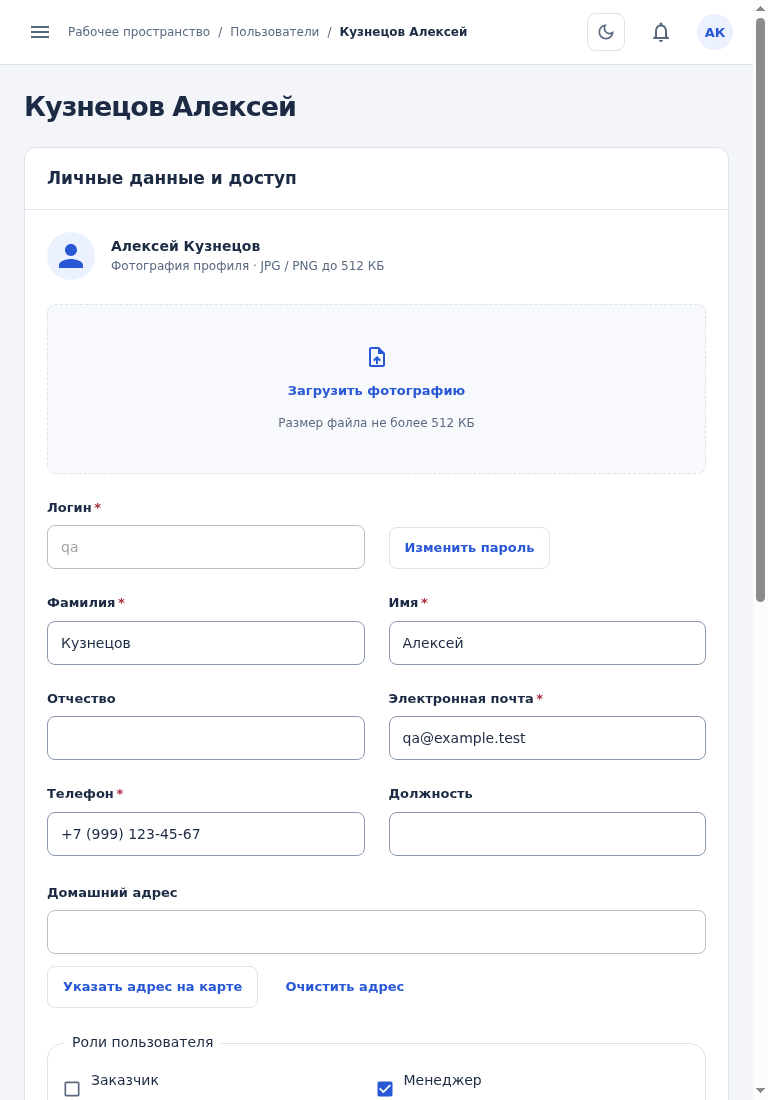 Рабочее пространство / Пользователи / Кузнецов Алексей
АК
Кузнецов Алексей
Личные данные и доступ
Алексей Кузнецов
Фотография профиля · JPG / PNG до 512 КБ
Загрузить фотографию
Размер файла не более 512 КБ
Логин *
qa
Изменить пароль
Фамилия * Имя *
Кузнецов Алексей
Отчество Электронная почта *
qa@example.test
Телефон * Должность
+7 (999) 123-45-67
Домашний адрес
Указать адрес на карте Очистить адрес
Роли пользователя
Заказчик Менеджер